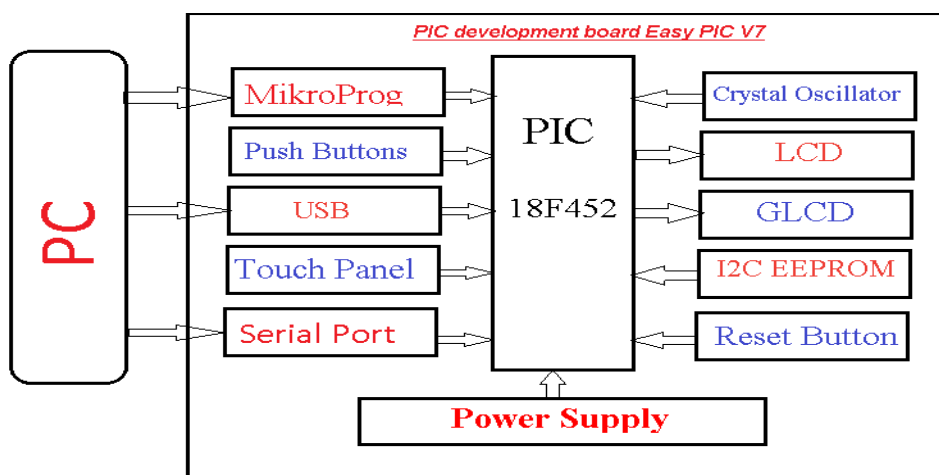 PIC development board Easy PIC V7
PC
MikroProg
Push Buttons
USB
Touch Panel
Serial Port
PIC
18F452
Crystal Oscillator
LCD
GLCD
I2C EEPROM
Reset Button
Power Supply